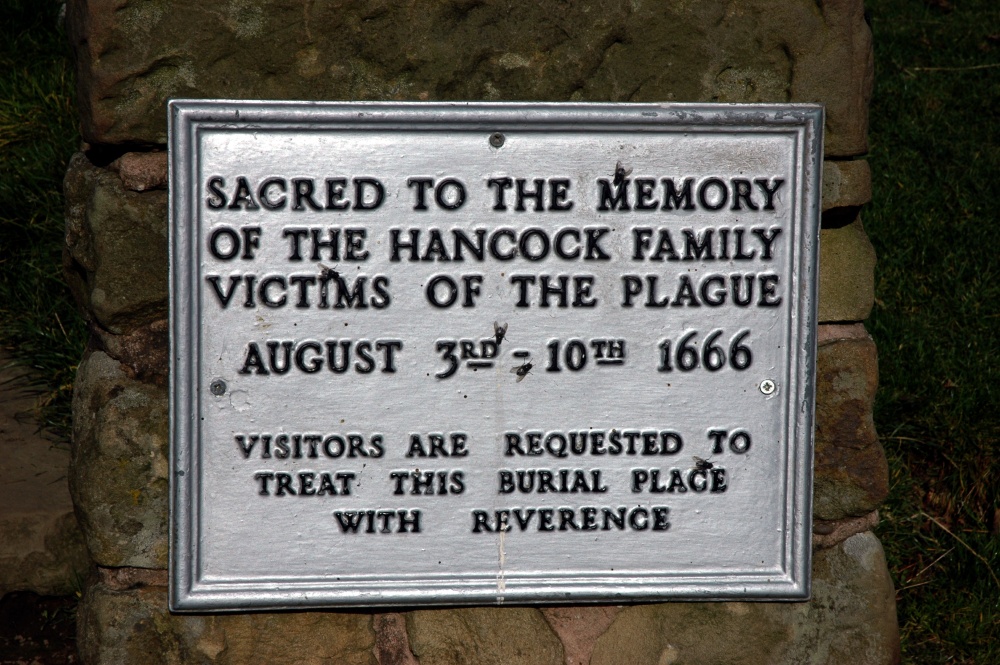 SACRED TO THE MEMORY
OF THE HANCOCK FAMILY
VICTIMS OF THE PLAGUE
AUGUST 3RD - 10TH 1666
VISITORS ARE REQUESTED TO
TREAT THIS BURIAL PLACE
WITH REVERENCE